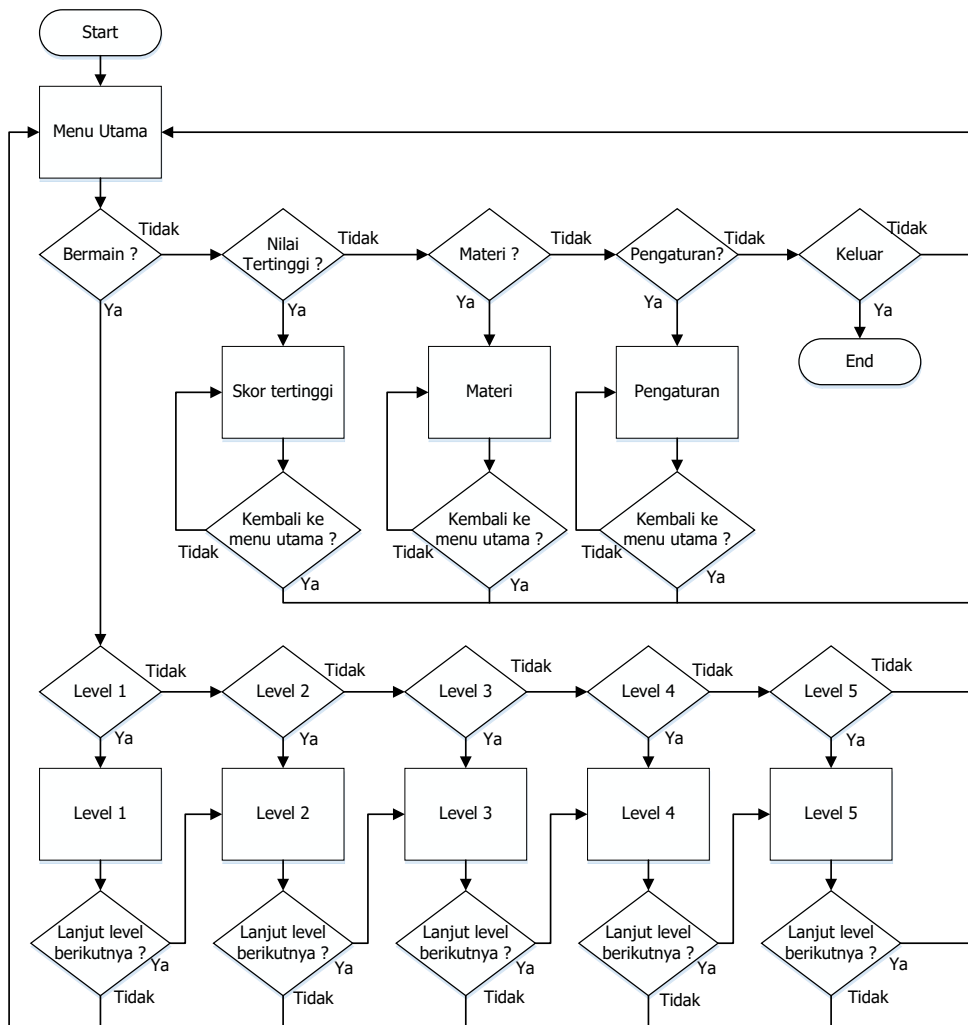 Start
Menu Utama
Bermain ?
Tidak
Ya
Nilai
Tertinggi ?
Tidak
Ya
Materi ?
Tidak
Ya
Pengaturan?
Tidak
Ya
Keluar
Tidak
Ya
Skor tertinggi
Materi
Pengaturan
End
Kembali ke
menu utama ?
Tidak
Ya
Kembali ke
menu utama ?
Tidak
Ya
Kembali ke
menu utama ?
Tidak
Ya
Level 1
Tidak
Ya
Level 2
Tidak
Ya
Level 3
Tidak
Ya
Level 4
Tidak
Ya
Level 5
Tidak
Ya
Level 1
Level 2
Level 3
Level 4
Level 5
Lanjut level
berikutnya ?
Ya
Tidak
Lanjut level
berikutnya ?
Ya
Tidak
Lanjut level
berikutnya ?
Ya
Tidak
Lanjut level
berikutnya ?
Ya
Tidak
Lanjut level
berikutnya ?
Ya
Tidak